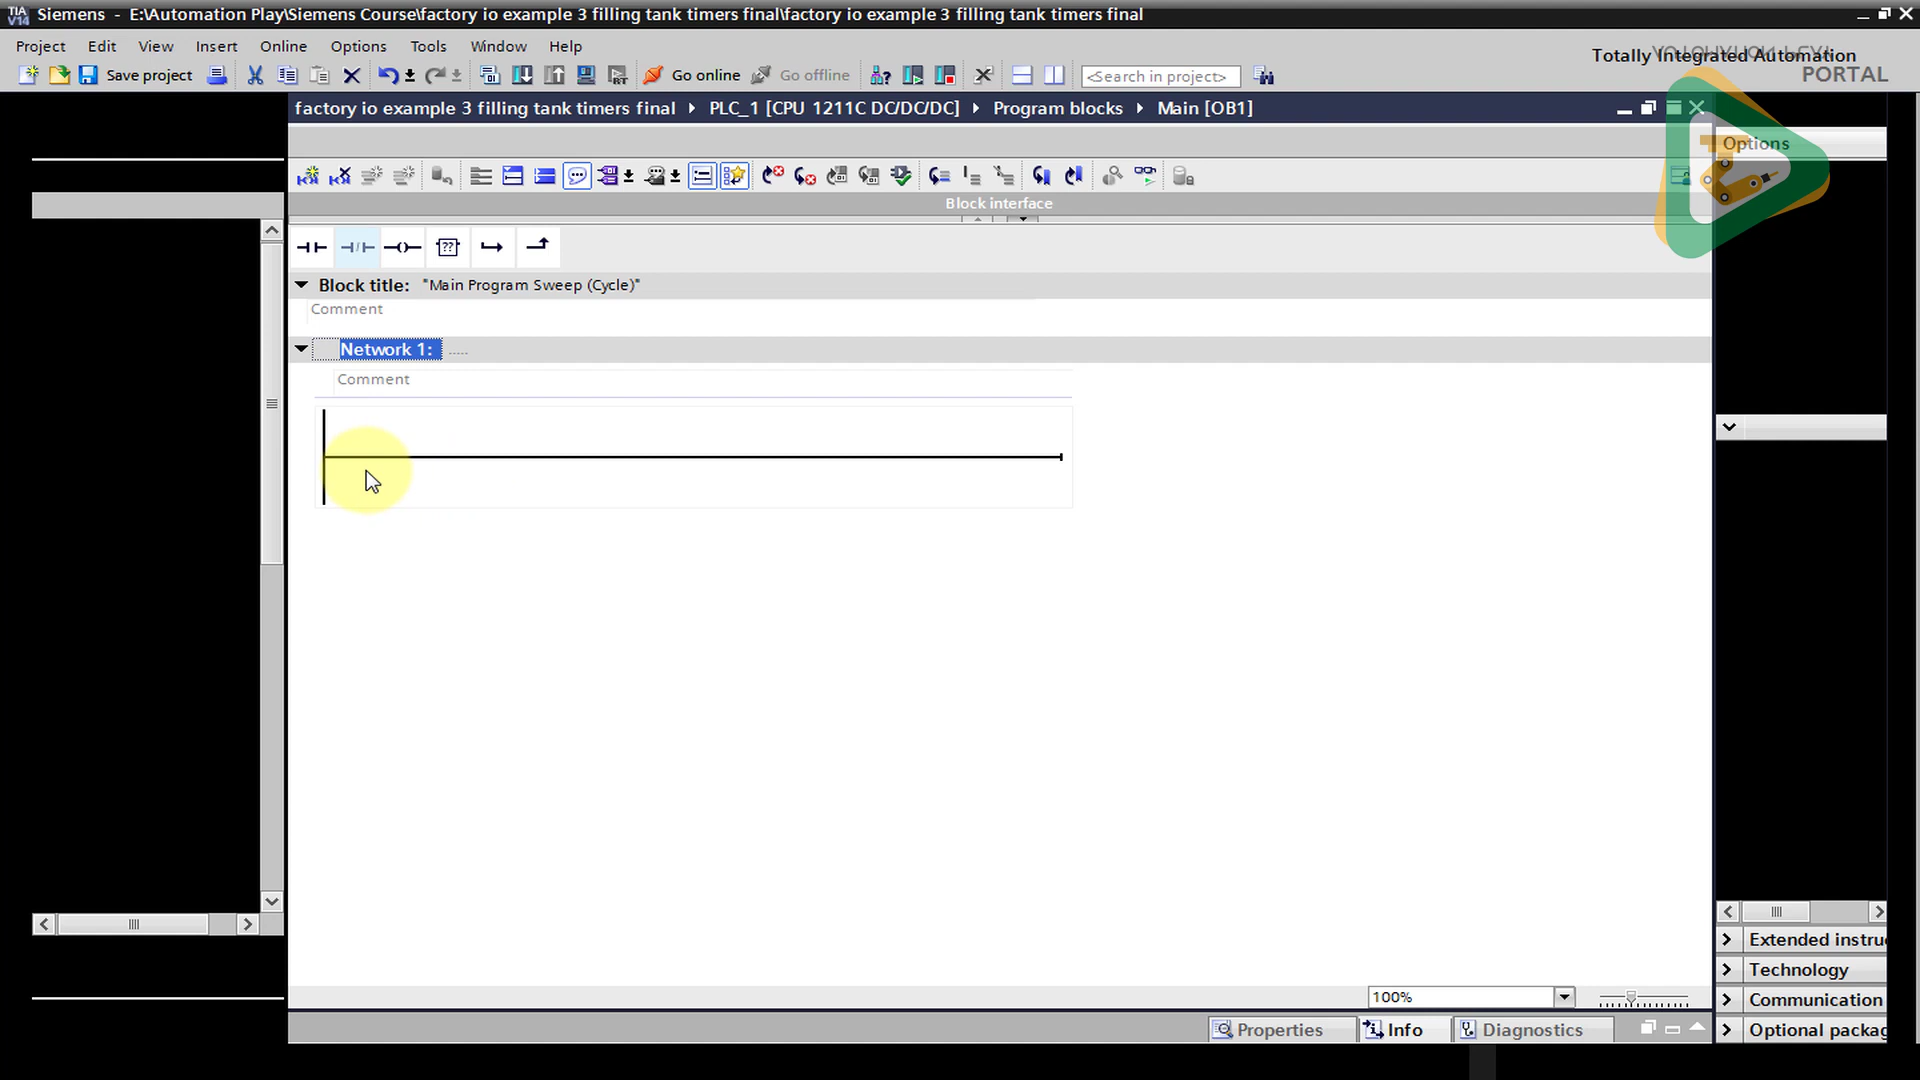 TIA V14 Siemens - E:\Automation Play\Siemens Course\factory io example 3 filling tank timers final\factory io example 3 filling tank timers final
Project Edit View Insert Online Options Tools Window Help
Totally Integrated Automation
PORTAL
Save project Go online Go offline <Search in project>
factory io example 3 filling tank timers final PLC_1 [CPU 1211C DC/DC/DC] Program blocks Main [OB1]
Options
Block interface
??
Block title: "Main Program Sweep (Cycle)"
Comment
Network 1: .....
Comment
100%
Extended instru
Technology
Communication
Optional packag
Properties Info Diagnostics